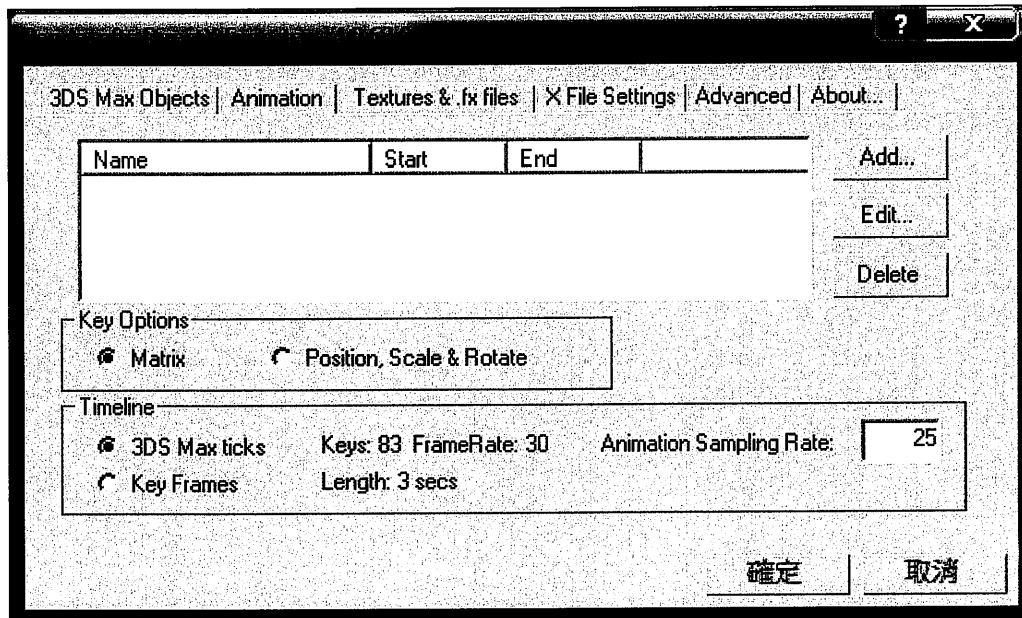 ? X
3DS Max Objects Animation Textures & .fx files X File Settings Advanced About...
Name Start End
Add...
Edit...
Delete
Key Options
Matrix Position, Scale & Rotate
Timeline
3DS Max ticks Keys: 83 FrameRate: 30 Animation Sampling Rate: 25
Key Frames Length: 3 secs
確定 取消